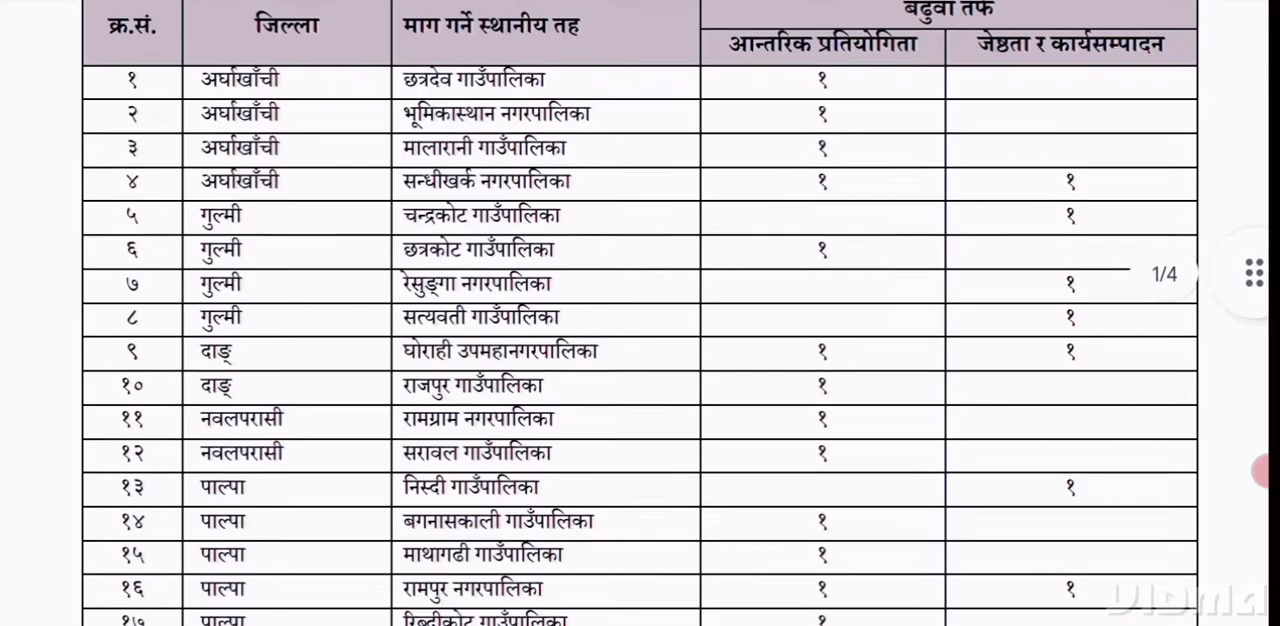 बढुवा तर्फ
क्र.सं. जिल्ला माग गर्ने स्थानीय तह आन्तरिक प्रतियोगिता जेष्ठता र कार्यसम्पादन
१ अर्घाखाँची छत्रदेव गाउँपालिका १
२ अर्घाखाँची भूमिकास्थान नगरपालिका १
३ अर्घाखाँची मालारानी गाउँपालिका १
४ अर्घाखाँची सन्धीखर्क नगरपालिका १ १
५ गुल्मी चन्द्रकोट गाउँपालिका १
६ गुल्मी छत्रकोट गाउँपालिका १
७ गुल्मी रेसुङ्गा नगरपालिका १
1/4
८ गुल्मी सत्यवती गाउँपालिका १
९ दाङ् घोराही उपमहानगरपालिका १ १
१० दाङ् राजपुर गाउँपालिका १
११ नवलपरासी रामग्राम नगरपालिका १
१२ नवलपरासी सरावल गाउँपालिका १
१३ पाल्पा निस्दी गाउँपालिका १
१४ पाल्पा बगनासकाली गाउँपालिका १
१५ पाल्पा माथागढी गाउँपालिका १
१६ पाल्पा रामपुर नगरपालिका १ १
१७ पाल्पा रिब्दीकोट गाउँपालिका १
VIDMA